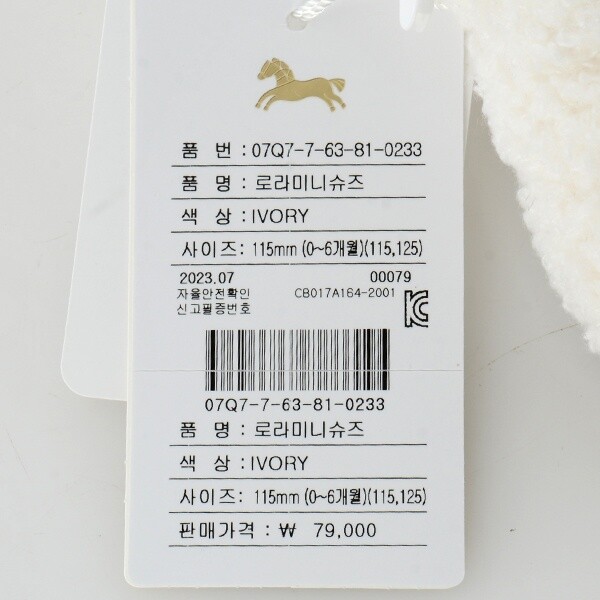 품 번 : 07Q7-7-63-81-0233
품 명 : 로라미니슈즈
색 상 : IVORY
사이즈: 115mm (0~6개월)(115,125)
2023.07 00079
자율안전확인 CB017A164-2001
신고필증번호
07Q7-7-63-81-0233
품 명 : 로라미니슈즈
색 상 : IVORY
사이즈: 115mm (0~6개월)(115,125)
판매가격 : ₩ 79,000